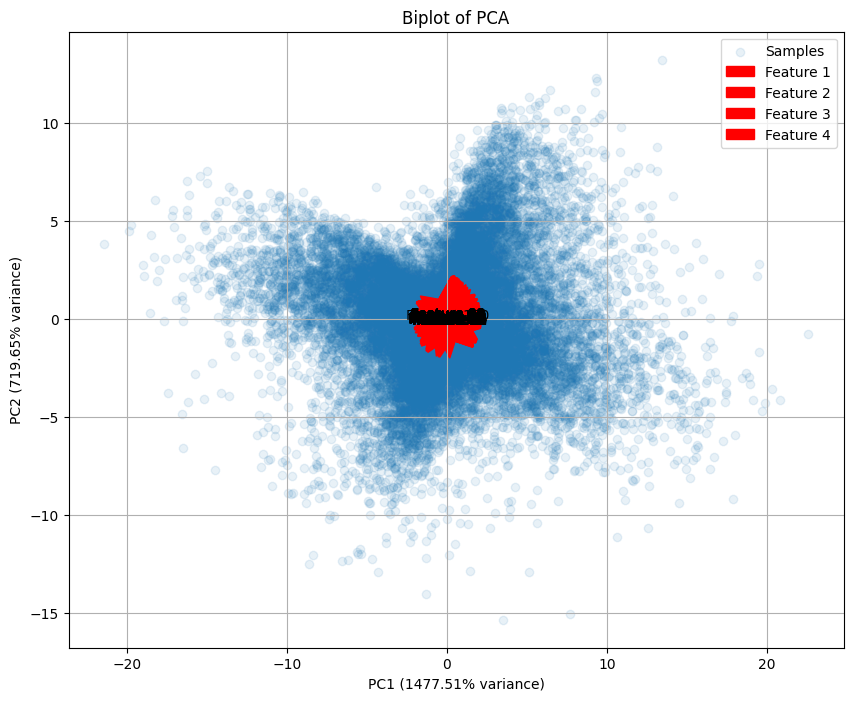 Biplot of PCA
Samples
Feature 1
Feature 2
Feature 3
Feature 4
10
5
0
−5
−10
−15
PC2 (719.65% variance)
−20
−10
0
10
20
PC1 (1477.51% variance)